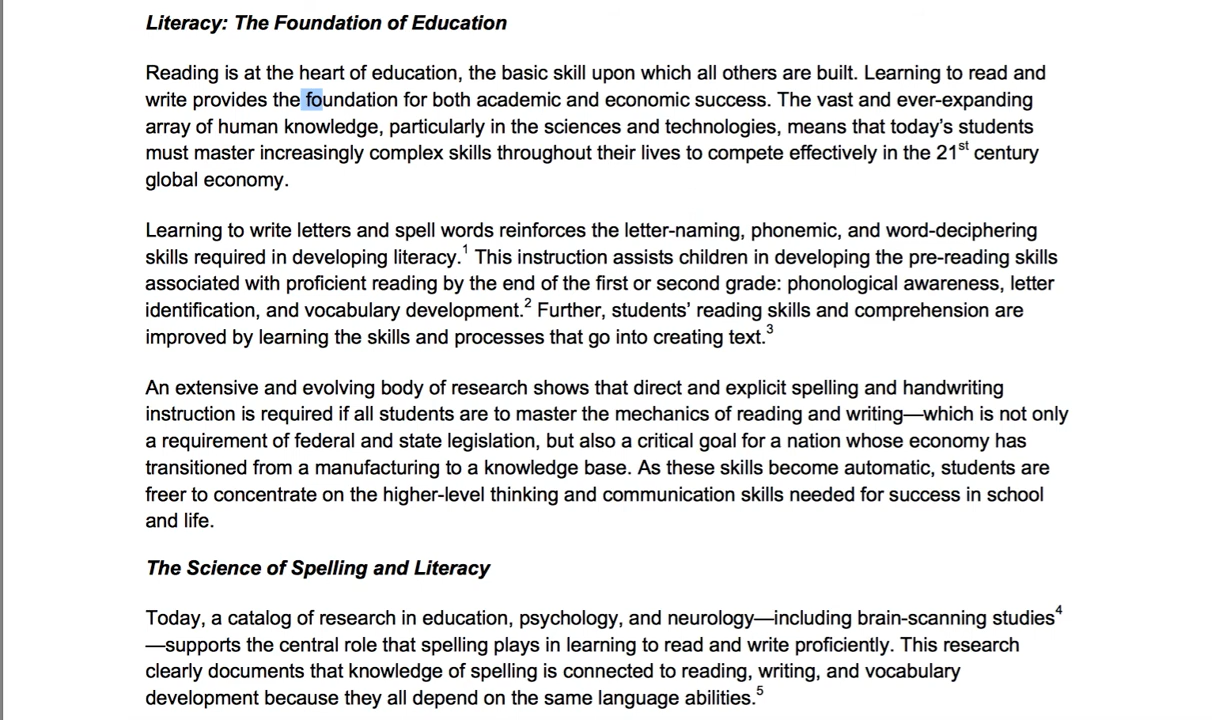 Literacy: The Foundation of Education
Reading is at the heart of education, the basic skill upon which all others are built. Learning to read and
write provides the foundation for both academic and economic success. The vast and ever-expanding
array of human knowledge, particularly in the sciences and technologies, means that today’s students
must master increasingly complex skills throughout their lives to compete effectively in the 21st century
global economy.
Learning to write letters and spell words reinforces the letter-naming, phonemic, and word-deciphering
skills required in developing literacy.1 This instruction assists children in developing the pre-reading skills
associated with proficient reading by the end of the first or second grade: phonological awareness, letter
identification, and vocabulary development.2 Further, students’ reading skills and comprehension are
improved by learning the skills and processes that go into creating text.3
An extensive and evolving body of research shows that direct and explicit spelling and handwriting
instruction is required if all students are to master the mechanics of reading and writing—which is not only
a requirement of federal and state legislation, but also a critical goal for a nation whose economy has
transitioned from a manufacturing to a knowledge base. As these skills become automatic, students are
freer to concentrate on the higher-level thinking and communication skills needed for success in school
and life.
The Science of Spelling and Literacy
Today, a catalog of research in education, psychology, and neurology—including brain-scanning studies4
—supports the central role that spelling plays in learning to read and write proficiently. This research
clearly documents that knowledge of spelling is connected to reading, writing, and vocabulary
development because they all depend on the same language abilities.5